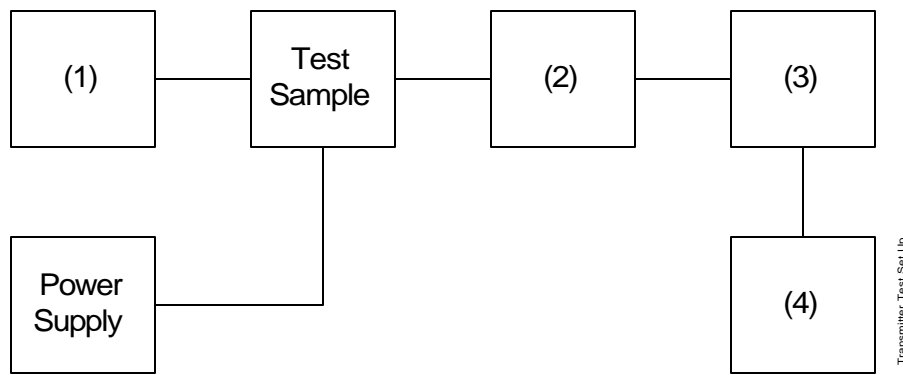 (1)
Test
Sample
(2)
(3)
Power
Supply
(4)
Transmitter Test Set Up